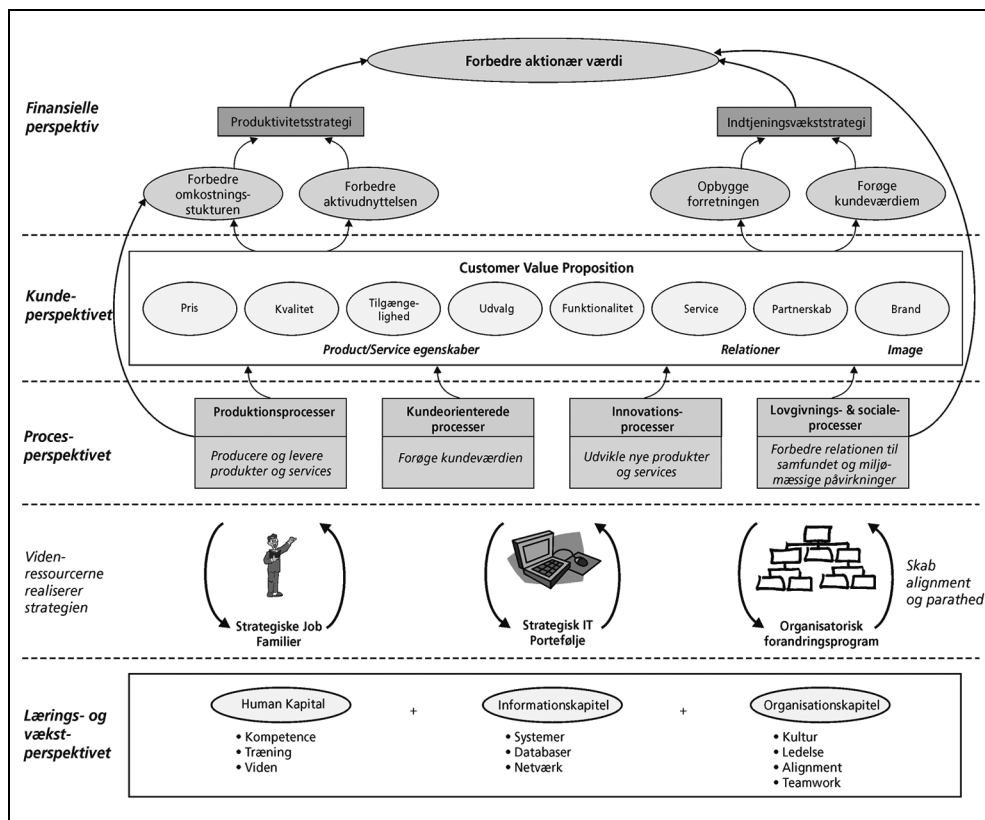 Forbedre aktionær værdi
Finansielle
perspektiv
Produktivitetsstrategi
Indtjeningsvækststrategi
Forbedre
omkostnings-
stukturen
Forbedre
aktivudnyttelsen
Opbygge
forretningen
Forøge
kundeværdiem
Customer Value Proposition
Kunde-
perspektivet
Pris
Kvalitet
Tilgænge-
lighed
Udvalg
Funktionalitet
Service
Partnerskab
Brand
Product/Service egenskaber
Relationer
Image
Proces-
perspektivet
Produktionsprocesser
Producere og levere
produkter og services
Kundeorienterede
processer
Forøge kundeværdien
Innovations-
processer
Udvikle nye produkter
og services
Lovgivnings- & sociale-
processer
Forbedre relationen til
samfundet og miljø-
mæssige påvirkninger
Viden-
ressourcerne
realiserer
strategien
Strategiske Job
Familier
Strategisk IT
Portefølje
Organisatorisk
forandringsprogram
Skab
alignment
og parathed
Lærings- og
vækst-
perspektivet
Human Kapital
• Kompetence
• Træning
• Viden
+
Informationskapitel
• Systimer
• Databaser
• Netværk
+
Organisationskapitel
• Kultur
• Ledelse
• Alignment
• Teamwork